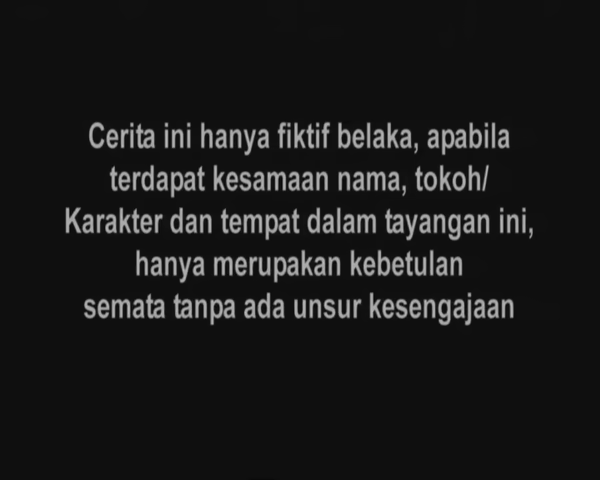 Cerita ini hanya fiktif belaka, apabila
terdapat kesamaan nama, tokoh/
Karakter dan tempat dalam tayangan ini,
hanya merupakan kebetulan
semata tanpa ada unsur kesengajaan